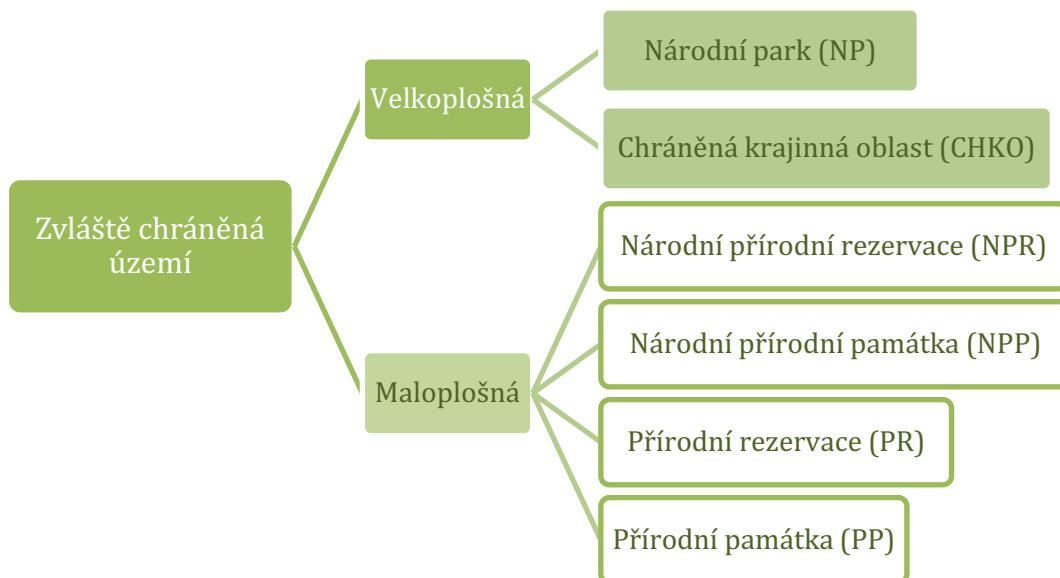 Zvláště chráněná
území
Velkoplošná
Národní park (NP)
Chráněná krajinná oblast (CHKO)
Maloplošná
Národní přírodní rezervace (NPR)
Národní přírodní památka (NPP)
Přírodní rezervace (PR)
Přírodní památka (PP)